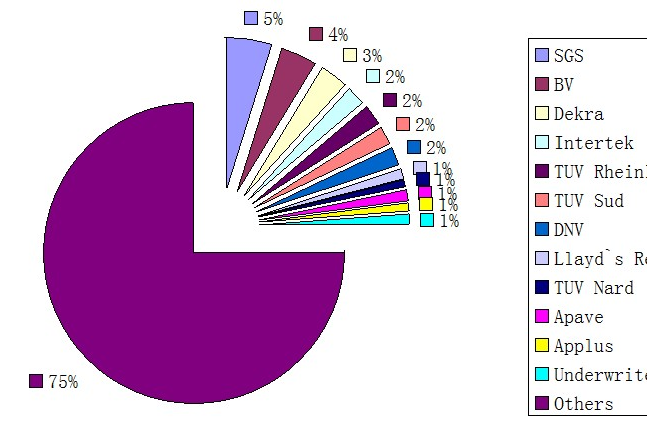 5%
4%
3%
2%
2%
2%
2%
1%
1%
1%
1%
1%
75%
SGS
BV
Dekra
Intertek
TUV Rheinl
TUV Sud
DNV
Llayd`s Re
TUV Nard
Apave
Applus
Underwrite
Others